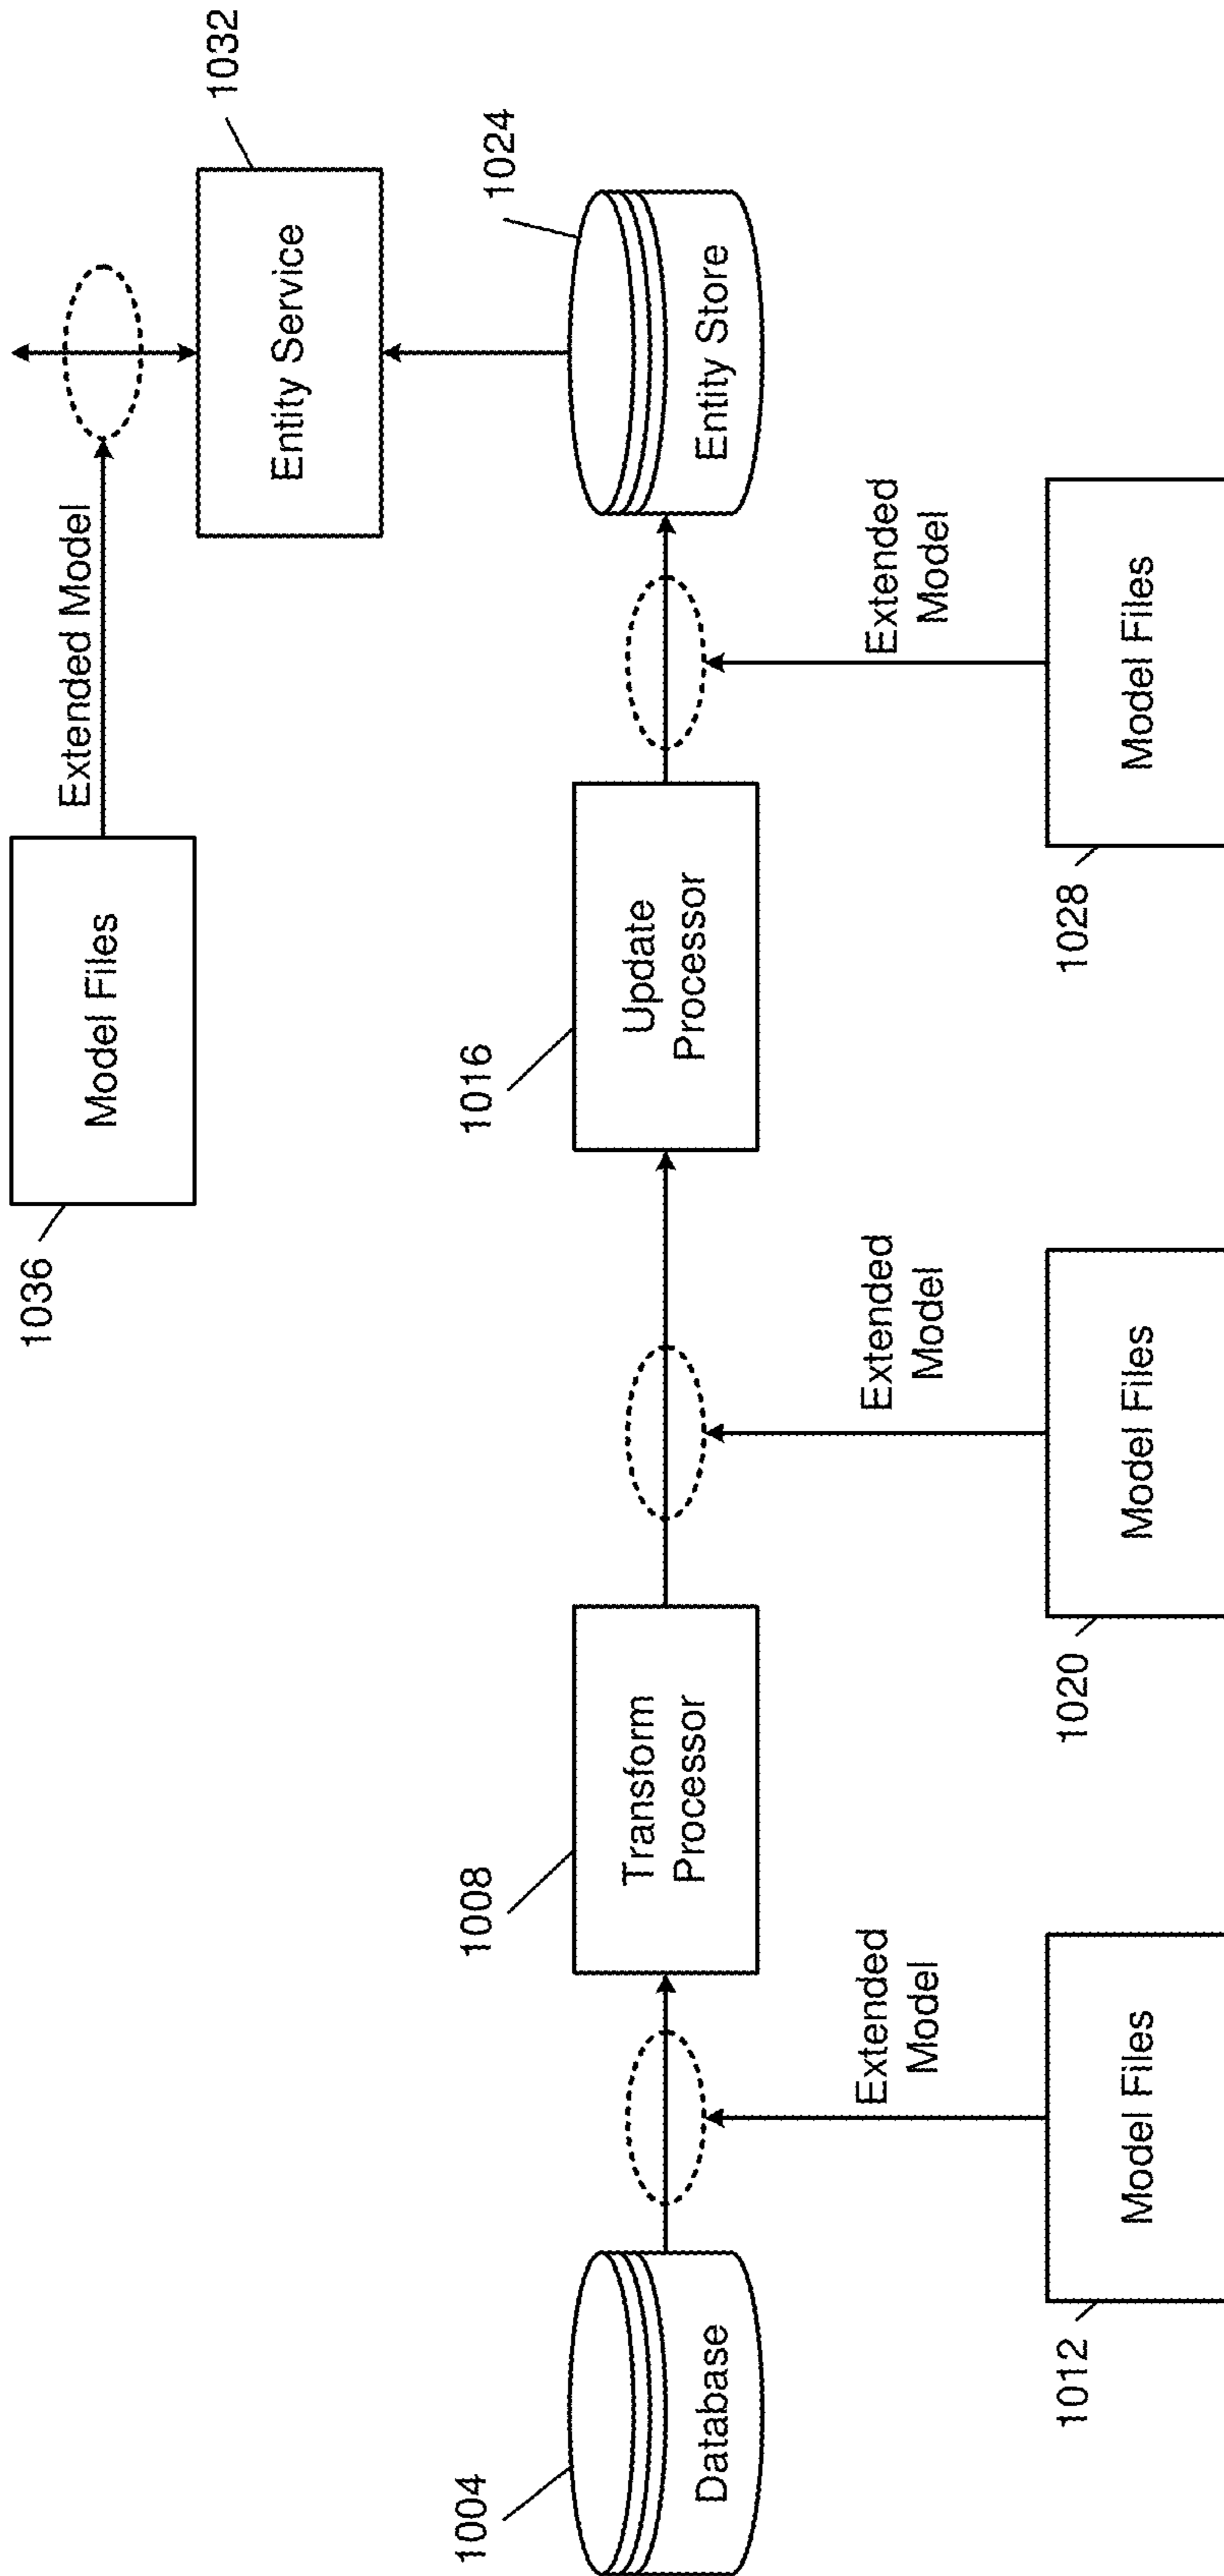 1036
Model Files
Extended Model
1032
Entity Service
1004
Database
1008
Transform
Processor
1016
Update
Processor
1024
Entity Store
Extended
Model
Extended
Model
Extended
Model
1012
Model Files
1020
Model Files
1028
Model Files